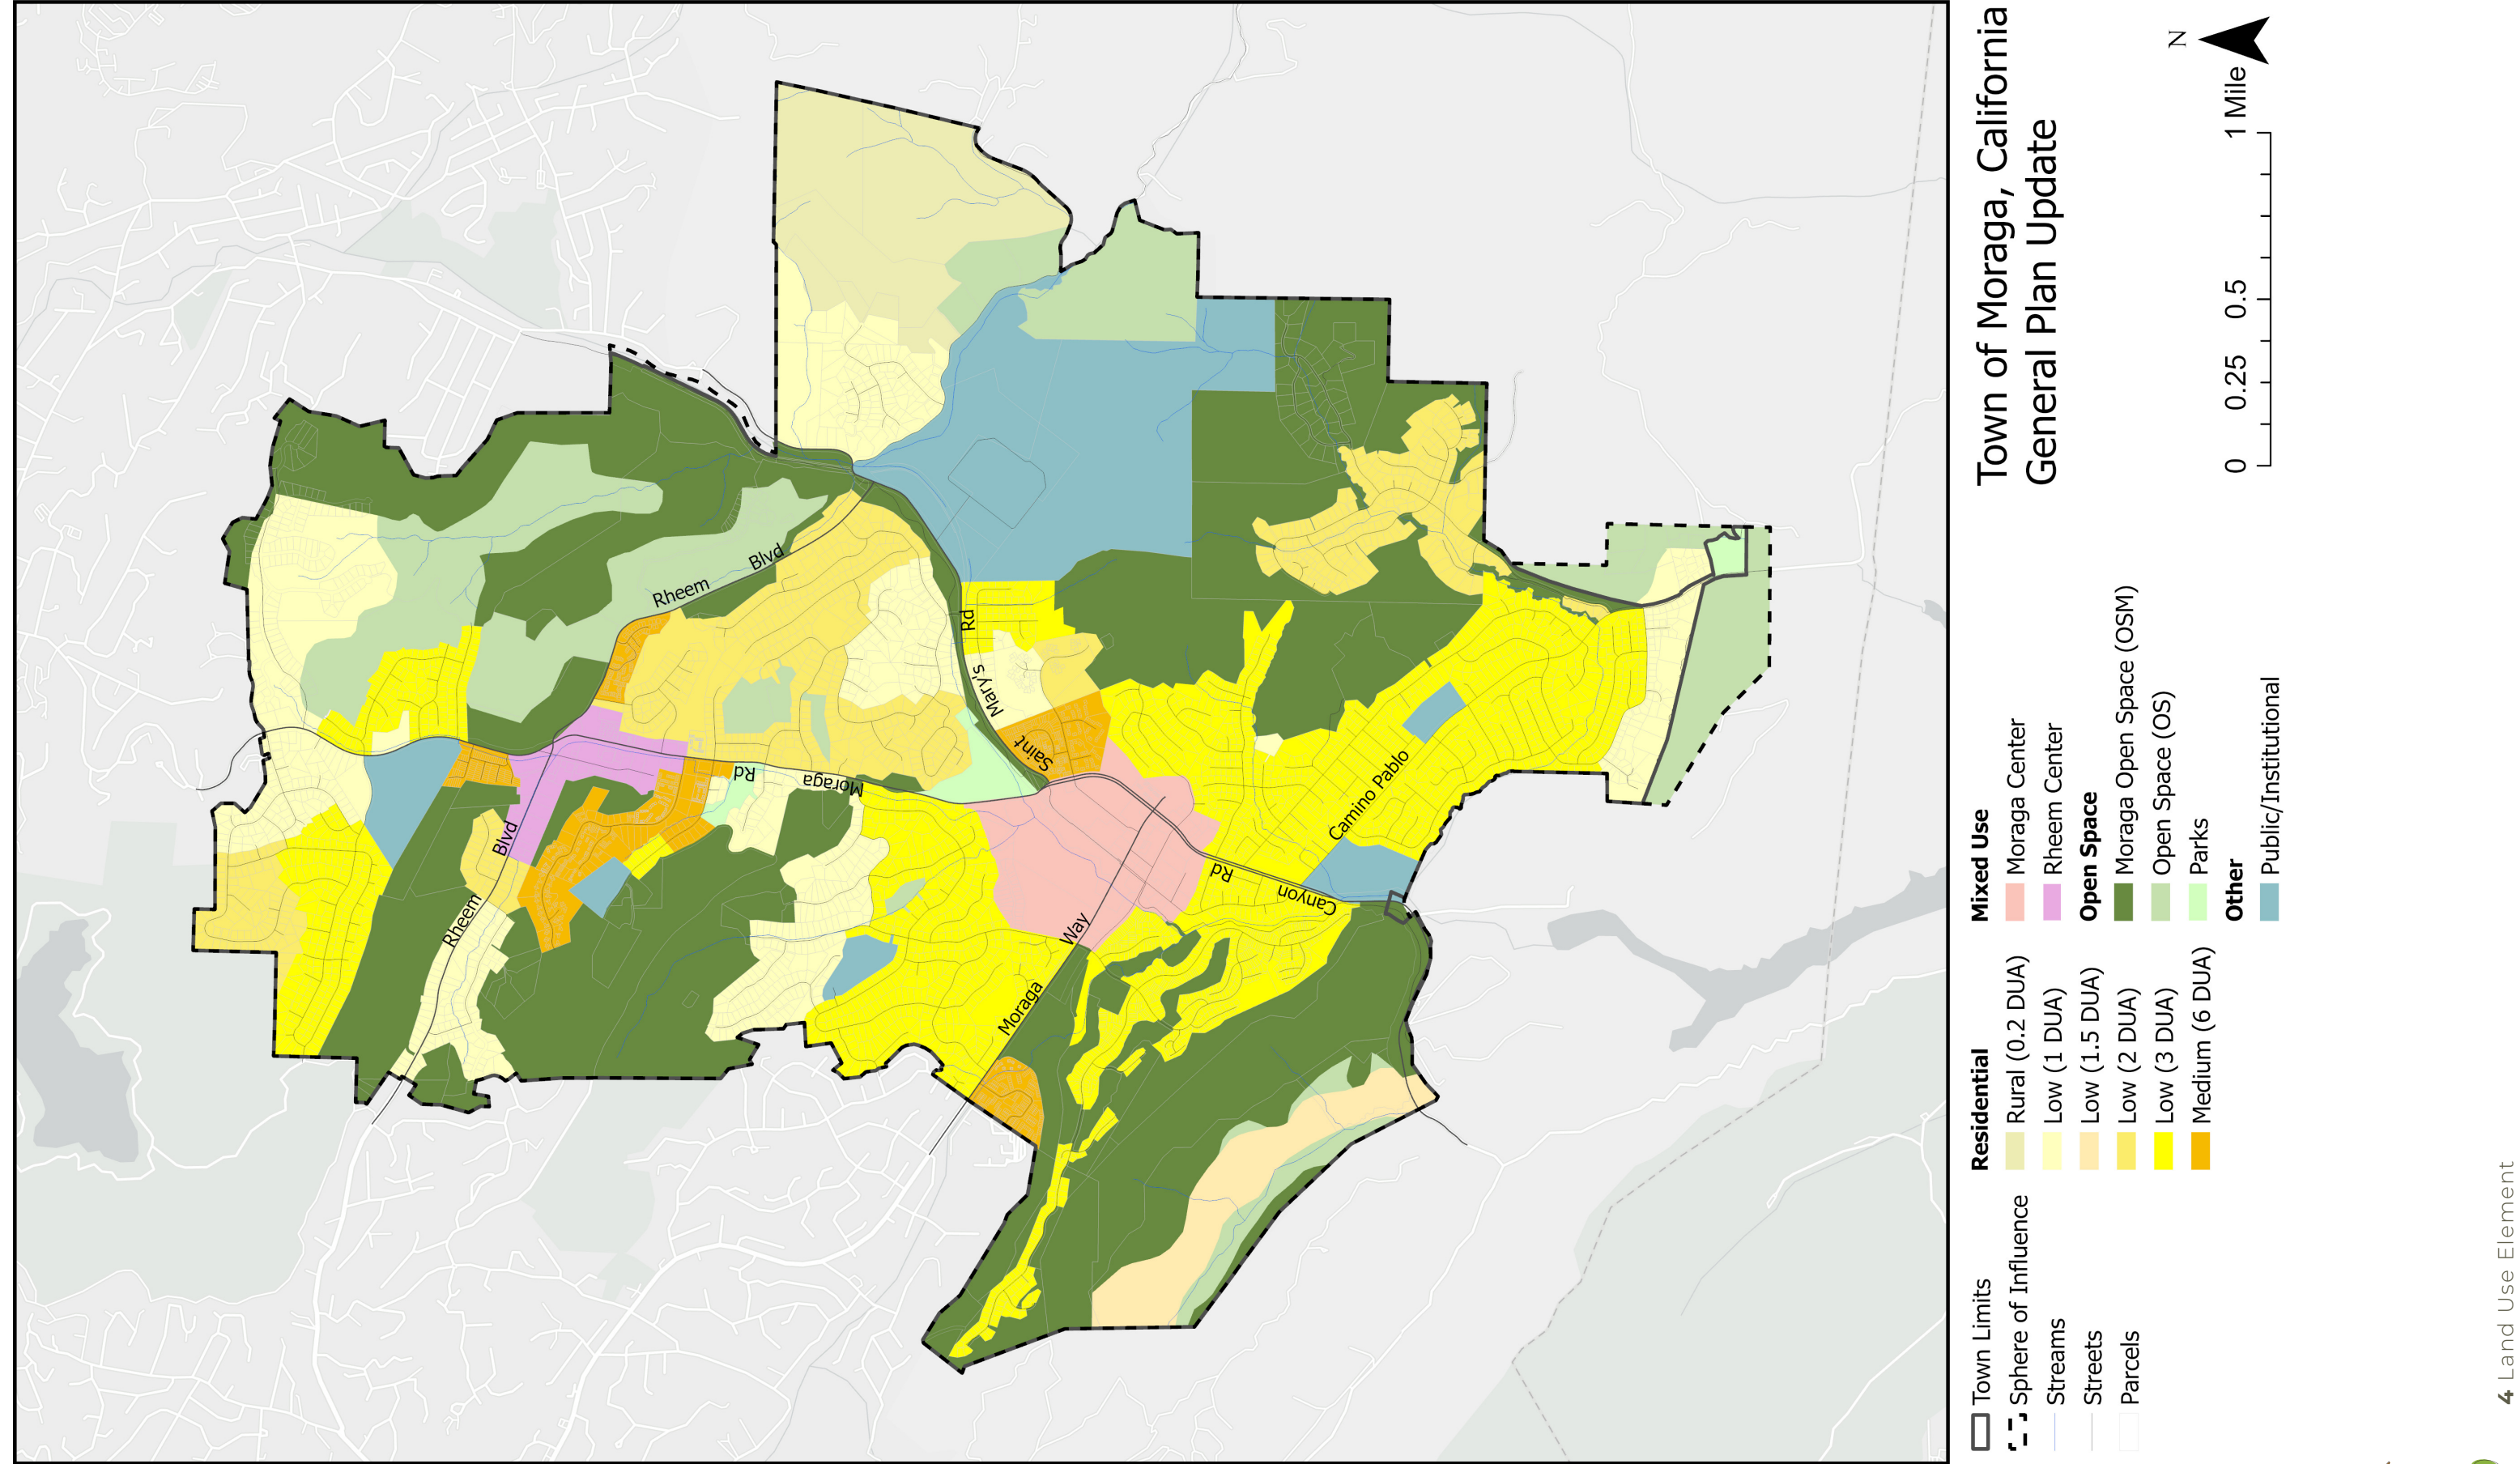 Rheem
Blvd
Rheem
Blvd
Moraga
Rd
Saint
Mary's
Rd
Moraga
Way
Canyon
Rd
Camino Pablo
Town Limits
Sphere of Influence
Streams
Streets
Parcels
Residential
Rural (0.2 DUA)
Low (1 DUA)
Low (1.5 DUA)
Low (2 DUA)
Low (3 DUA)
Medium (6 DUA)
Mixed Use
Moraga Center
Rheem Center
Open Space
Moraga Open Space (OSM)
Open Space (OS)
Parks
Other
Public/Institutional
Town of Moraga, California
General Plan Update
N
0 0.25 0.5 1 Mile
4 Land Use Element